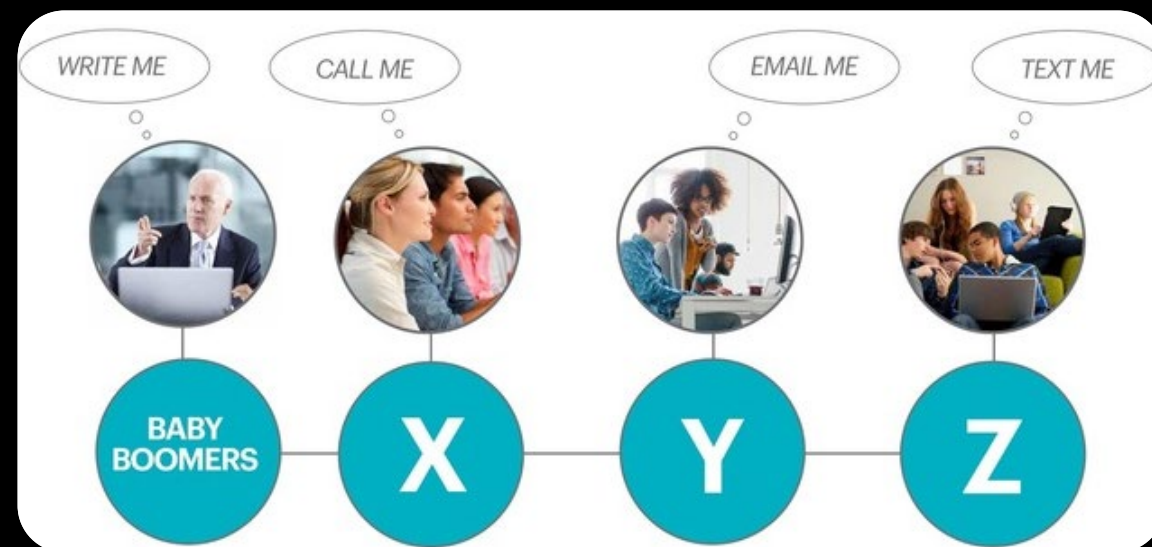 WRITE ME
CALL ME
EMAIL ME
TEXT ME
BABY
BOOMERS
X
Y
Z